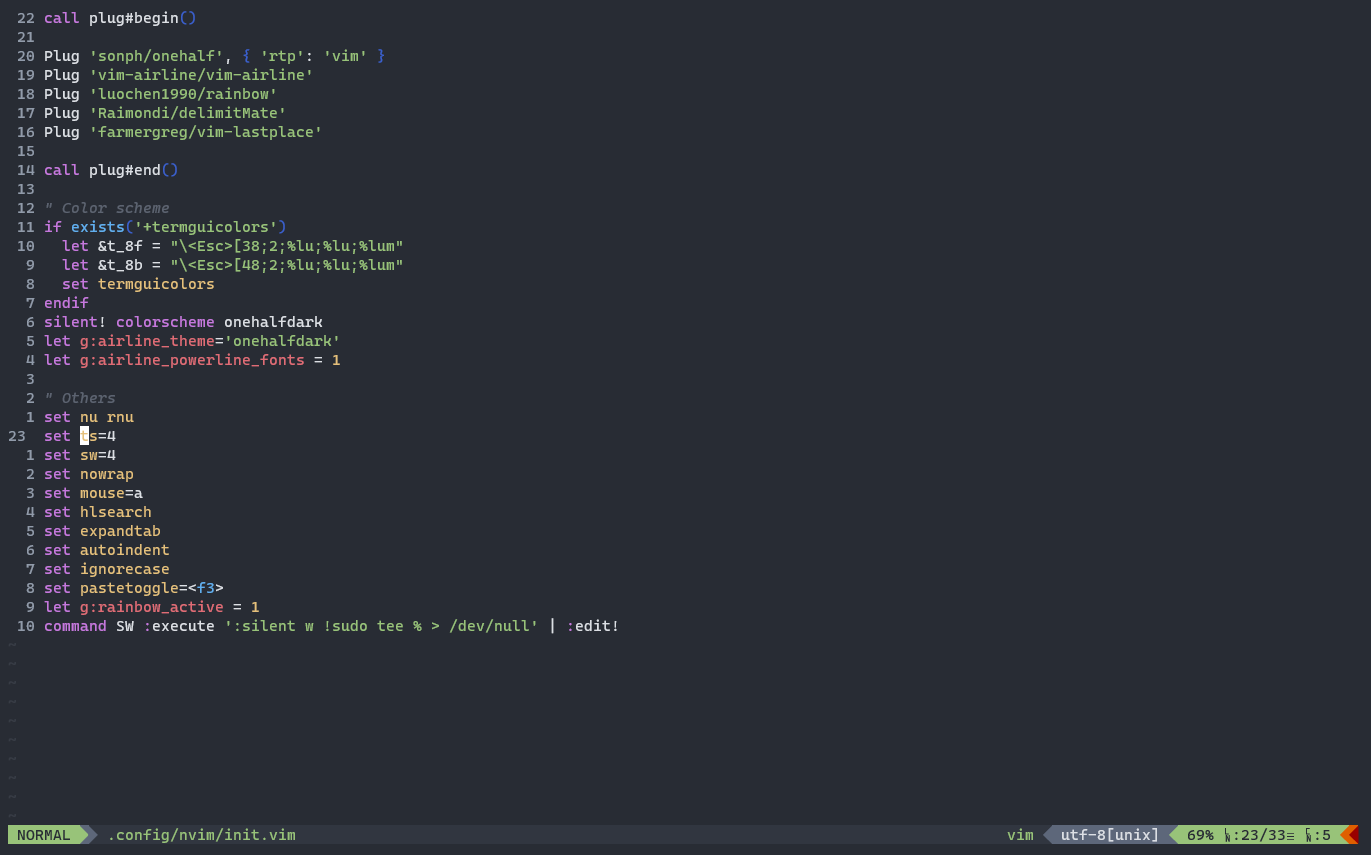 22 call plug#begin()
21
20 Plug 'sonph/onehalf', { 'rtp': 'vim' }
19 Plug 'vim-airline/vim-airline'
18 Plug 'luochen1990/rainbow'
17 Plug 'Raimondi/delimitMate'
16 Plug 'farmergreg/vim-lastplace'
15
14 call plug#end()
13
12 " Color scheme
11 if exists('+termguicolors')
10   let &t_8f = "\<Esc>[38;2;%lu;%lu;%lum"
9   let &t_8b = "\<Esc>[48;2;%lu;%lu;%lum"
8   set termguicolors
7 endif
6 silent! colorscheme onehalfdark
5 let g:airline_theme='onehalfdark'
4 let g:airline_powerline_fonts = 1
3
2 " Others
1 set nu rnu
23 set ts=4
1 set sw=4
2 set nowrap
3 set mouse=a
4 set hlsearch
5 set expandtab
6 set autoindent
7 set ignorecase
8 set pastetoggle=<f3>
9 let g:rainbow_active = 1
10 command SW :execute ':silent w !sudo tee % > /dev/null' | :edit!
~
~
~
~
~
~
~
~
~
~
NORMAL .config/nvim/init.vim vim utf-8[unix] 69% :23/33≡ :5